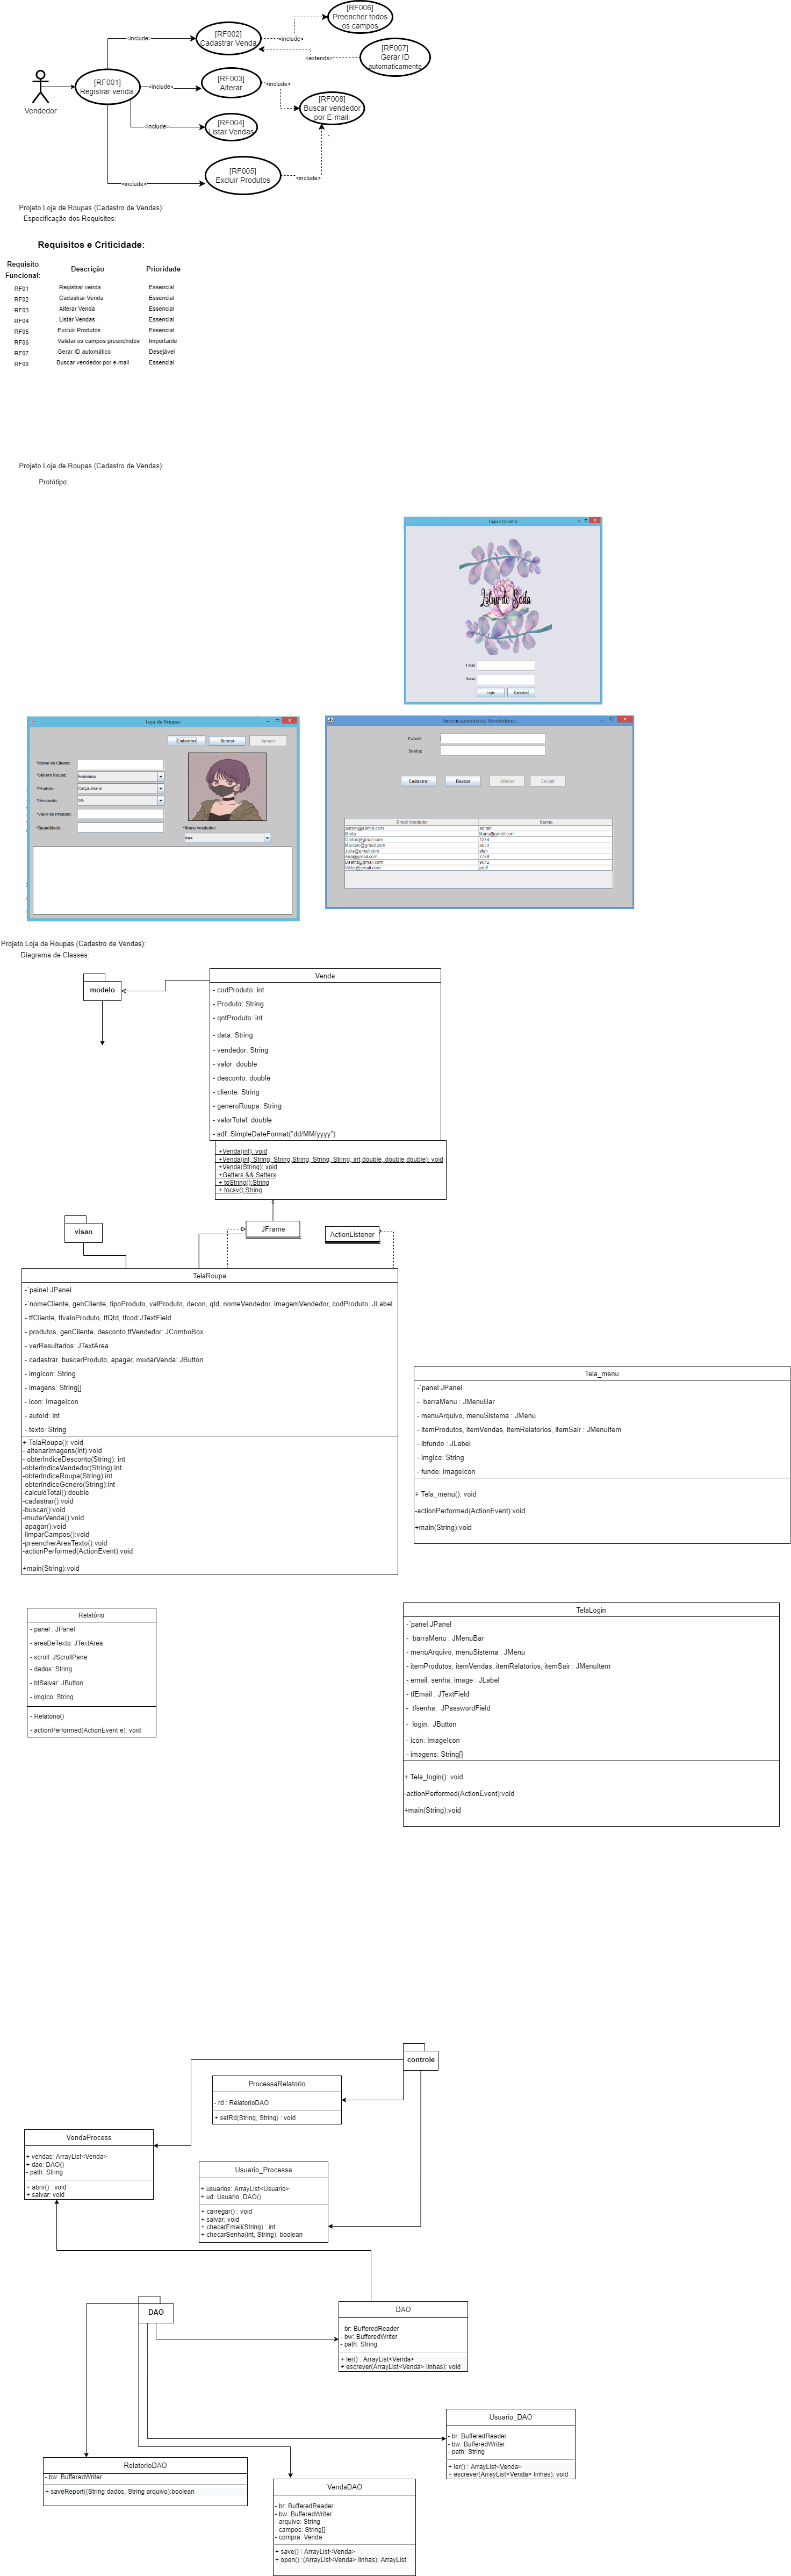 [RF006]
Preencher todos
os campos
[RF002]
Cadastrar Venda
<include>
<include>
[RF007]
Gerar ID
automaticamente
<extends>
[RF001]
Registrar venda
Vendedor
<include>
[RF003]
Alterar
<include>
[RF008]
Buscar vendedor
por E-mail
<include>
[RF004]
Listar Vendas
[RF005]
Excluir Produtos
<include>
<include>
Projeto Loja de Roupas (Cadastro de Vendas):
Especificação dos Requisitos:
Requisitos e Criticidade:
Requisito
Funcional:
Descrição
Prioridade
RF01 Registrar venda Essencial
RF02 Cadastrar Venda Essencial
RF03 Alterar Venda Essencial
RF04 Listar Vendas Essencial
RF05 Excluir Produtos Essencial
RF06 Validar os campos preenchidos Importante
RF07 Gerar ID automático Desejável
RF08 Buscar vendedor por e-mail Essencial
Projeto Loja de Roupas (Cadastro de Vendas):
Protótipo:
Lótus de Seda
E-mail
Login Cadastrar
Loja de Roupas
Cadastrar Buscar Apagar
*Nome do Cliente:
*Gênero Roupa: Feminina
*Produto: Calça Jeans
*Desconto: 5%
*Valor do Produto:
*Quantidade:
*Nome vendedor:
Ana
Gerenciamento de Vendedores
E-mail:
Senha:
Cadastrar Buscar Alterar Excluir
Email Vendedor Senha
admin@admin.com admin
Maria Maria@gmail.com
Carlos@gmail.com 1234
Moreno@gmail.com abcd
Julia@gmail.com efgh
Ana@gmail.com 7789
Beatriz@gmail.com
Victor@gmail.com
Projeto Loja de Roupas (Cadastro de Vendas):
Diagrama de Classes:
modelo
Venda
- codProduto: int
- Produto: String
- qntProduto: int
- data: String
- vendedor: String
- valor: double
- desconto: double
- cliente: String
- generoRoupa: String
- valorTotal: double
- sdf: SimpleDateFormat("dd/MM/yyyy")
+Venda(int): void
+Venda(int, String, String,String, String, String, int,double, double,double): void
+Venda(String): void
+Getters && Setters
+ toString():String
+ tocsv():String
visao
JFrame
ActionListener
TelaRoupa
-´painel:JPanel
-´nomeCliente, genCliente, tipoProduto, valProduto, decon, qtd, nomeVendedor, imagemVendedor, codProduto: JLabel
- tfCliente, tfvaloProduto, tfQtd, tfcod:JTextField
- produtos, genCliente, desconto,tfVendedor: JComboBox
- verResultados: JTextArea
- cadastrar, buscarProduto, apagar, mudarVenda: JButton
- imgIcon: String
- imagens: String[]
- icon: ImageIcon
- autoId: int
- texto: String
+ TelaRoupa(): void
- altenarImagens(int):void
- obterIndiceDesconto(String): int
-obterIndiceVendedor(String):int
-obterIndiceRoupa(String):int
-obterIndiceGenero(String):int
-calculoTotal():double
-cadastrar():void
-buscar():void
-mudarVenda():void
-apagar():void
-limparCampos():void
-preencherAreaTexto():void
-actionPerformed(ActionEvent):void
+main(String):void
Tela_menu
-´panel:JPanel
- barraMenu : JMenuBar
- menuArquivo, menuSistema : JMenu
- itemProdutos, itemVendas, itemRelatorios, itemSair : JMenuItem
- lbfundo : JLabel
- imgIco: String
- fundo: ImageIcon
+ Tela_menu(): void
-actionPerformed(ActionEvent):void
+main(String):void
Relatório
- panel : JPanel
- areaDeTexto: JTextArea
- scroll: JScrollPane
- dados: String
- btSalvar: JButton
- imgIco: String
- Relatorio()
- actionPerformed(ActionEvent e): void
TelaLogin
-´panel:JPanel
- barraMenu : JMenuBar
- menuArquivo, menuSistema : JMenu
- itemProdutos, itemVendas, itemRelatorios, itemSair : JMenuItem
- email, senha, image : JLabel
- tfEmail : JTextField
- tfsenha: JPasswordField
- login: JButton
- icon: ImageIcon
- imagens: String[]
+ Tela_login(): void
-actionPerformed(ActionEvent):void
+main(String):void
controle
ProcessaRelatorio
- rd : RelatorioDAO
+ setRd(String, String) : void
VendaProcess
+ vendas: ArrayList<Venda>
+ dao: DAO()
- path: String
+ abrir() : void
+ salvar: void
Usuario_Processa
+ usuarios: ArrayList<Usuario>
+ ud: Usuario_DAO()
+ carregar() : void
+ salvar: void
+ checarEmail(String) : int
+ checarSenha(int, String): boolean
DAO
DAO
- br: BufferedReader
- bw: BufferedWriter
- path: String
+ ler() : ArrayList<Venda>
+ escrever(ArrayList<Venda> linhas): void
Usuario_DAO
- br: BufferedReader
- bw: BufferedWriter
- path: String
+ ler() : ArrayList<Venda>
+ escrever(ArrayList<Venda> linhas): void
RelatorioDAO
- bw: BufferedWriter
+ saveReport((String dados, String arquivo):boolean
VendaDAO
- br: BufferedReader
- bw: BufferedWriter
- arquivo: String
- campos: String[]
- compra: Venda
+ save() : ArrayList<Venda>
+ open() :(ArrayList<Venda> linhas): ArrayList